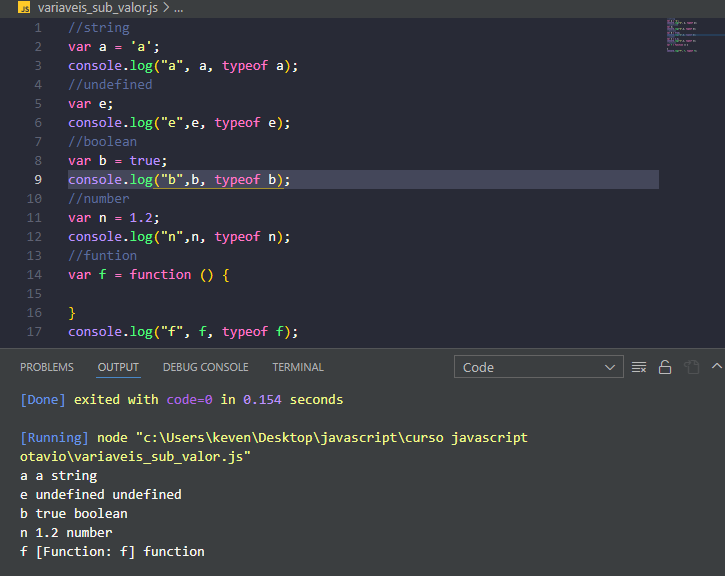 JS variaveis_sub_valor.js > ...
1 //string
2 var a = 'a';
3 console.log("a", a, typeof a);
4 //undefined
5 var e;
6 console.log("e",e, typeof e);
7 //boolean
8 var b = true;
9 console.log("b",b, typeof b);
10 //number
11 var n = 1.2;
12 console.log("n",n, typeof n);
13 //funtion
14 var f = function () {
15
16 }
17 console.log("f", f, typeof f);
PROBLEMS OUTPUT DEBUG CONSOLE TERMINAL Code
[Done] exited with code=0 in 0.154 seconds
[Running] node "c:\Users\keven\Desktop\javascript\curso javascript
otavio\variaveis_sub_valor.js"
a a string
e undefined undefined
b true boolean
n 1.2 number
f [Function: f] function